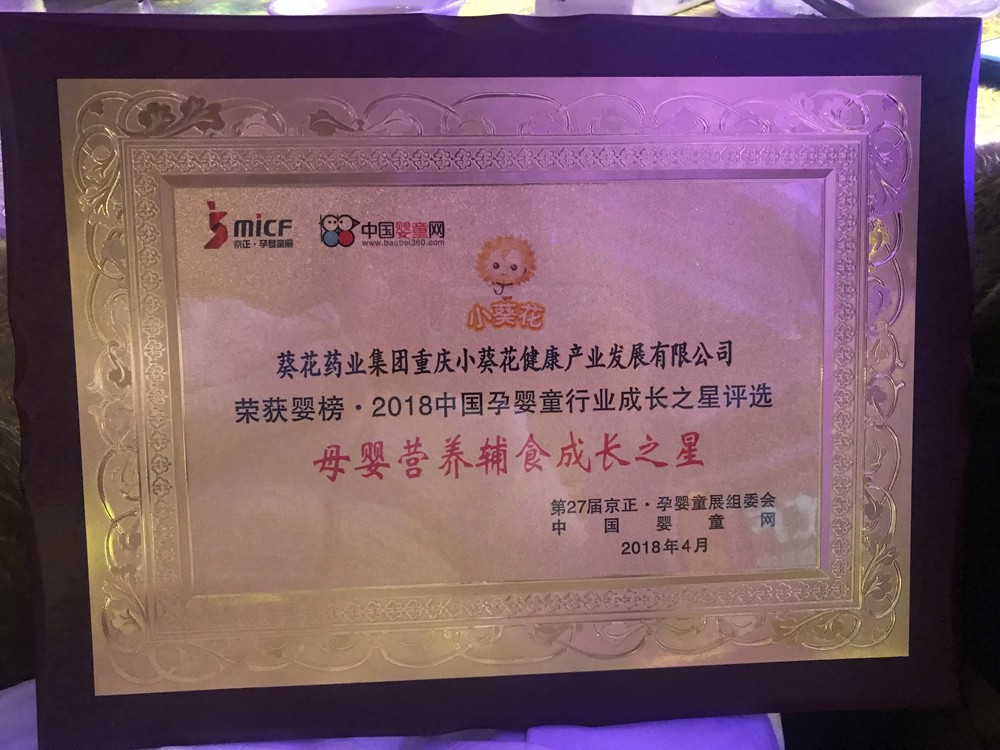 MICF
京正·孕婴童展
中国婴童网
www.baobei360.com
小葵花
葵花药业集团重庆小葵花健康产业发展有限公司
荣获婴榜·2018中国孕婴童行业成长之星评选
母婴营养辅食成长之星
第27届京正·孕婴童展组委会
中国婴童网
2018年4月